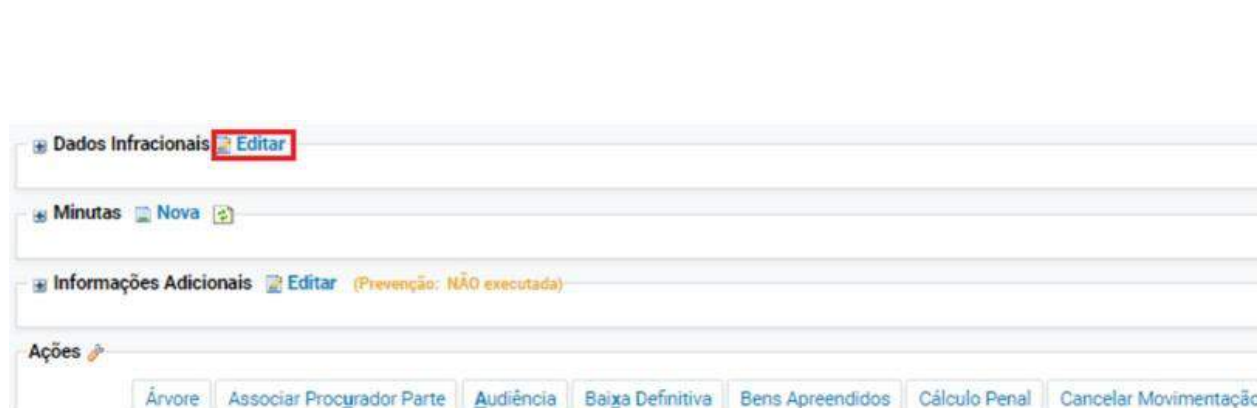 Dados Infracionais Editar
Minutas Nova
Informações Adicionais Editar (Prevenção: NÃO executada)
Ações
Árvore Associar Procurador Parte Audiência Baixa Definitiva Bens Apreendidos Cálculo Penal Cancelar Movimentação